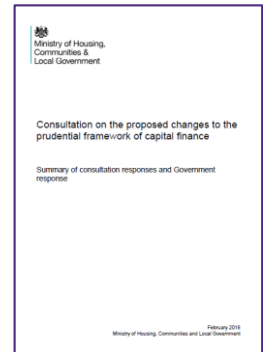 Ministry of Housing,
Communities &
Local Government
Consultation on the proposed changes to the
prudential framework of capital finance
Summary of consultation responses and Government
response
February 2018
Ministry of Housing, Communities and Local Government